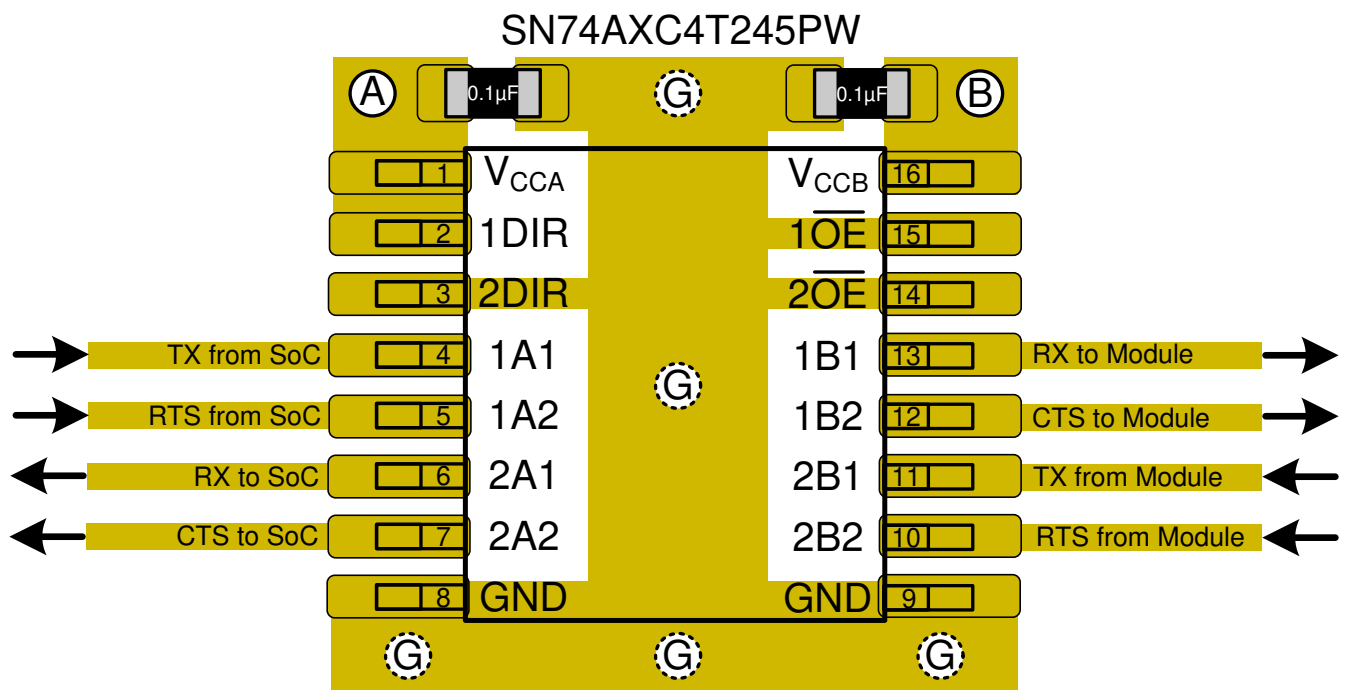 SN74AXC4T245PW
A 0.1µF G 0.1µF B
1 VCCA VCCB 16
2 1DIR 1OE 15
3 2DIR 2OE 14
TX from SoC 4 1A1 1B1 13 RX to Module
G
RTS from SoC 5 1A2 1B2 12 CTS to Module
RX to SoC 6 2A1 2B1 11 TX from Module
CTS to SoC 7 2A2 2B2 10 RTS from Module
8 GND GND 9
G G G